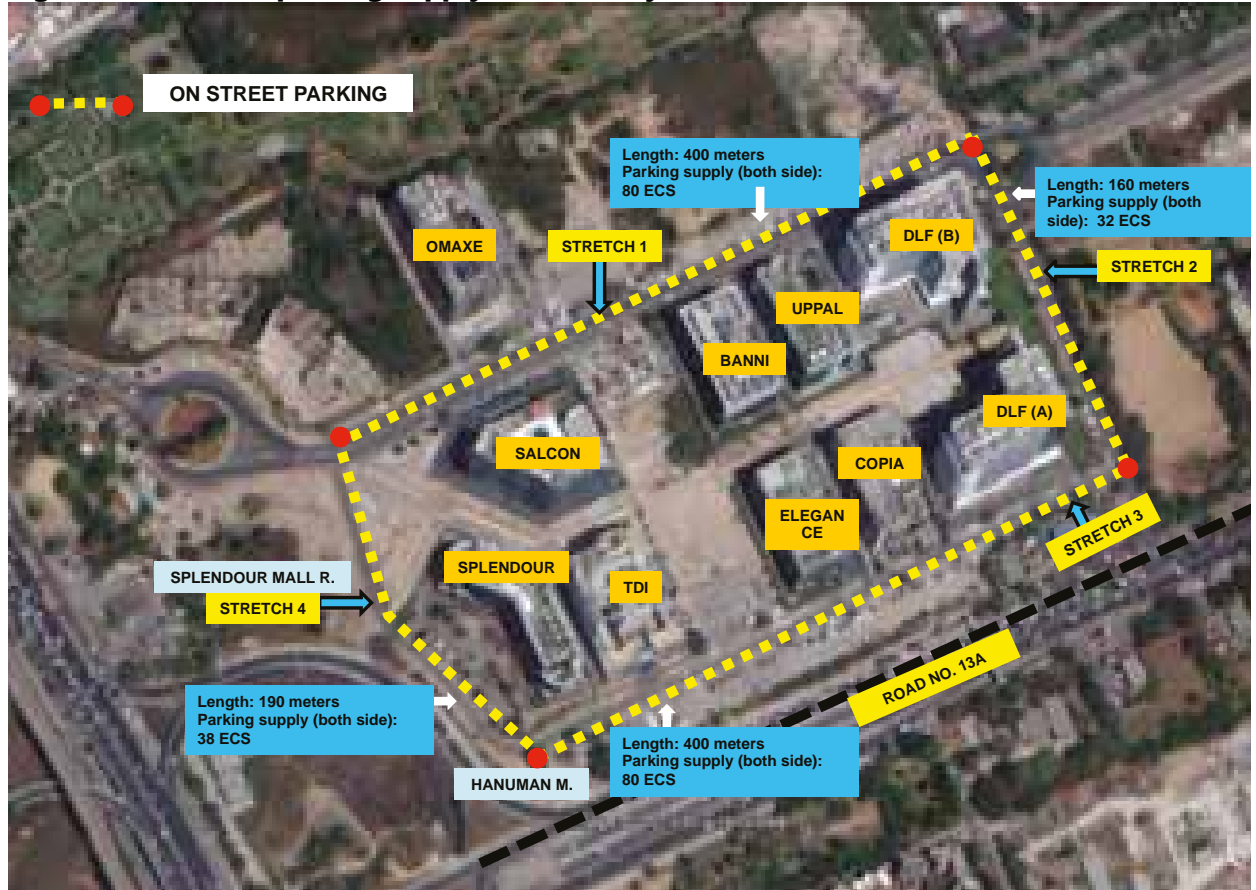 ON STREET PARKING
Length: 400 meters
Parking supply (both side):
80 ECS
Length: 160 meters
Parking supply (both
side): 32 ECS
OMAXE
STRETCH 1
DLF (B)
STRETCH 2
UPPAL
BANNI
DLF (A)
SALCON
COPIA
ELEGAN
CE
STRETCH 3
SPLENDOUR
SPLENDOUR MALL R.
STRETCH 4
TDI
ROAD NO. 13A
Length: 190 meters
Parking supply (both side):
38 ECS
Length: 400 meters
Parking supply (both side):
80 ECS
HANUMAN M.